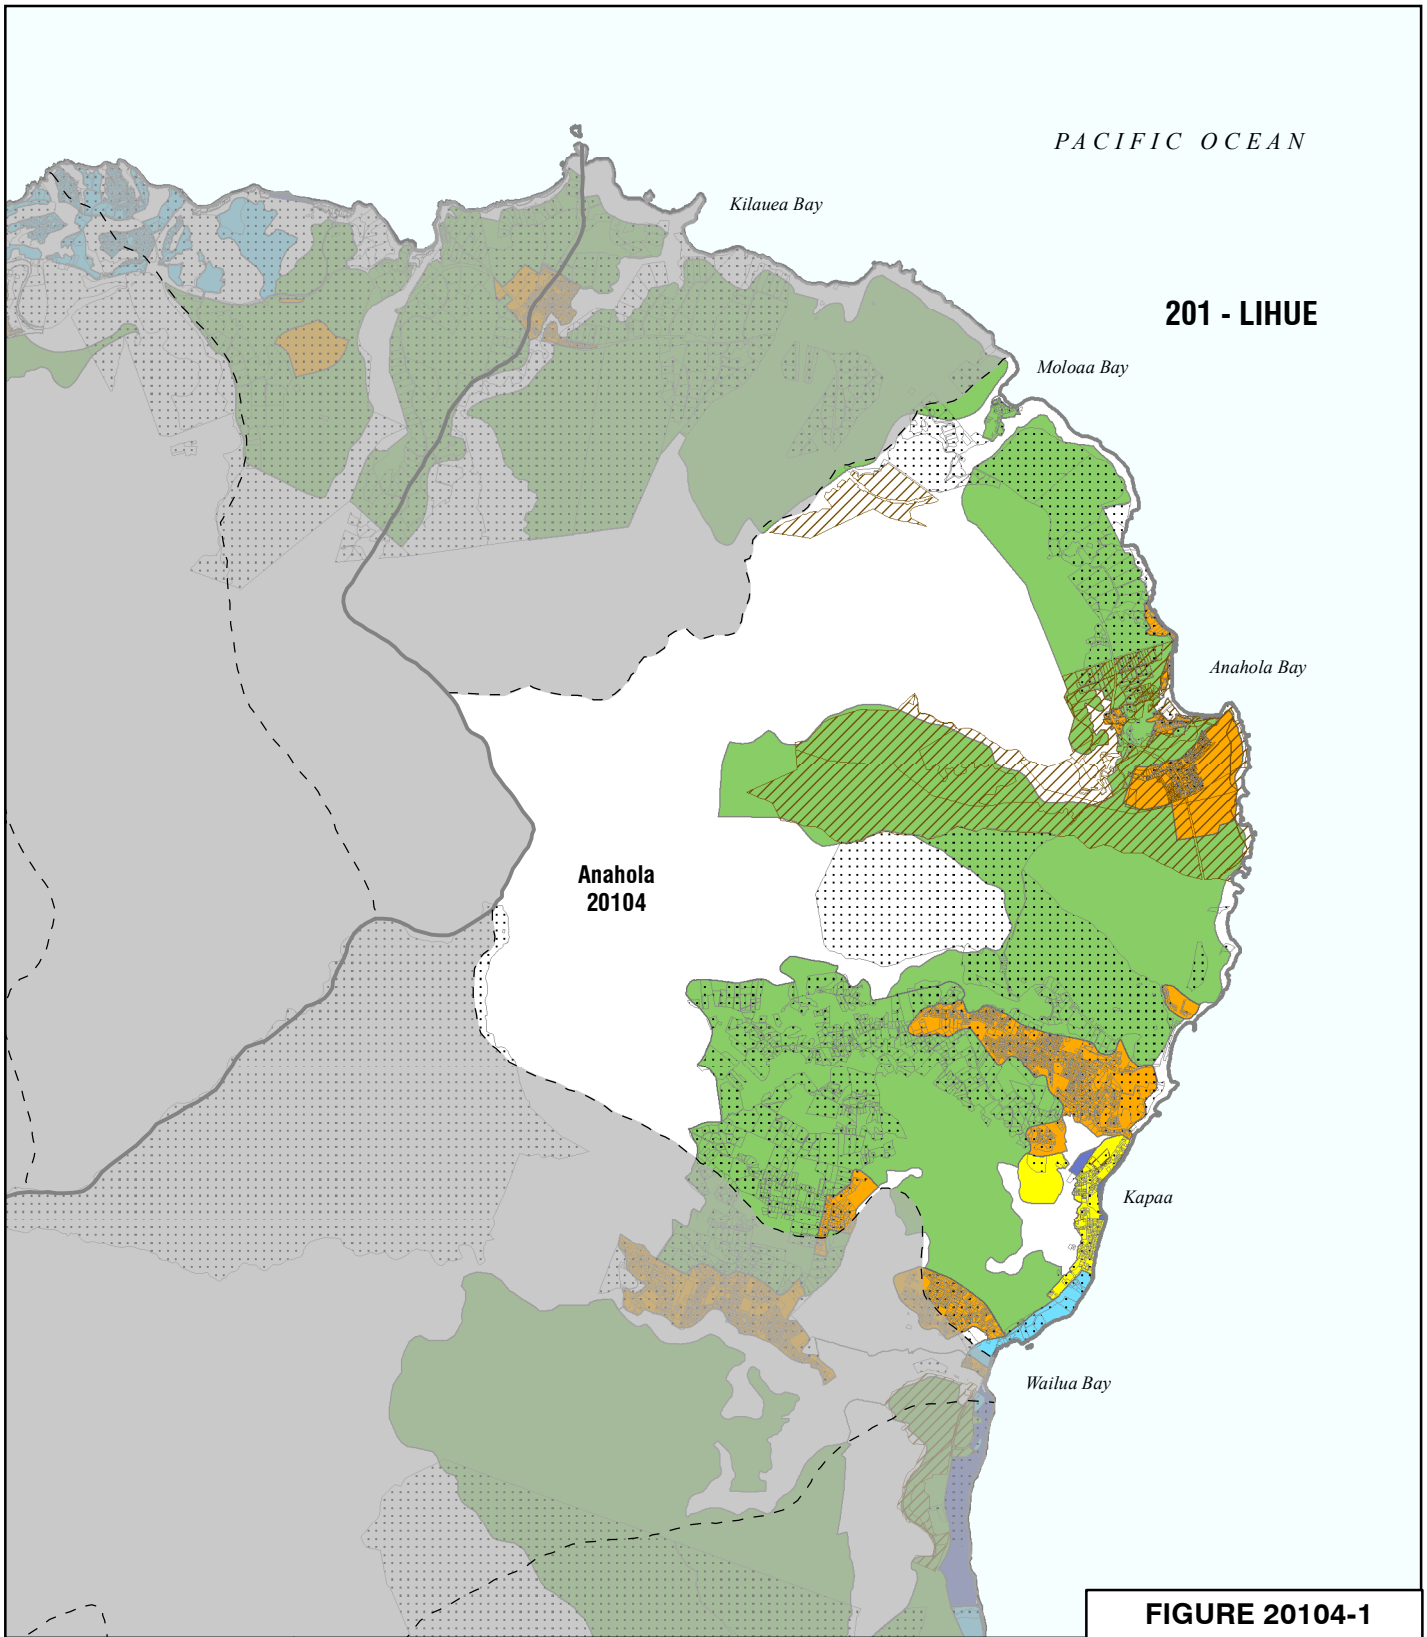 PACIFIC OCEAN
Kilauea Bay
201 - LIHUE
Moloaa Bay
Anahola Bay
Anahola
20104
Kapaa
Wailua Bay
FIGURE 20104-1